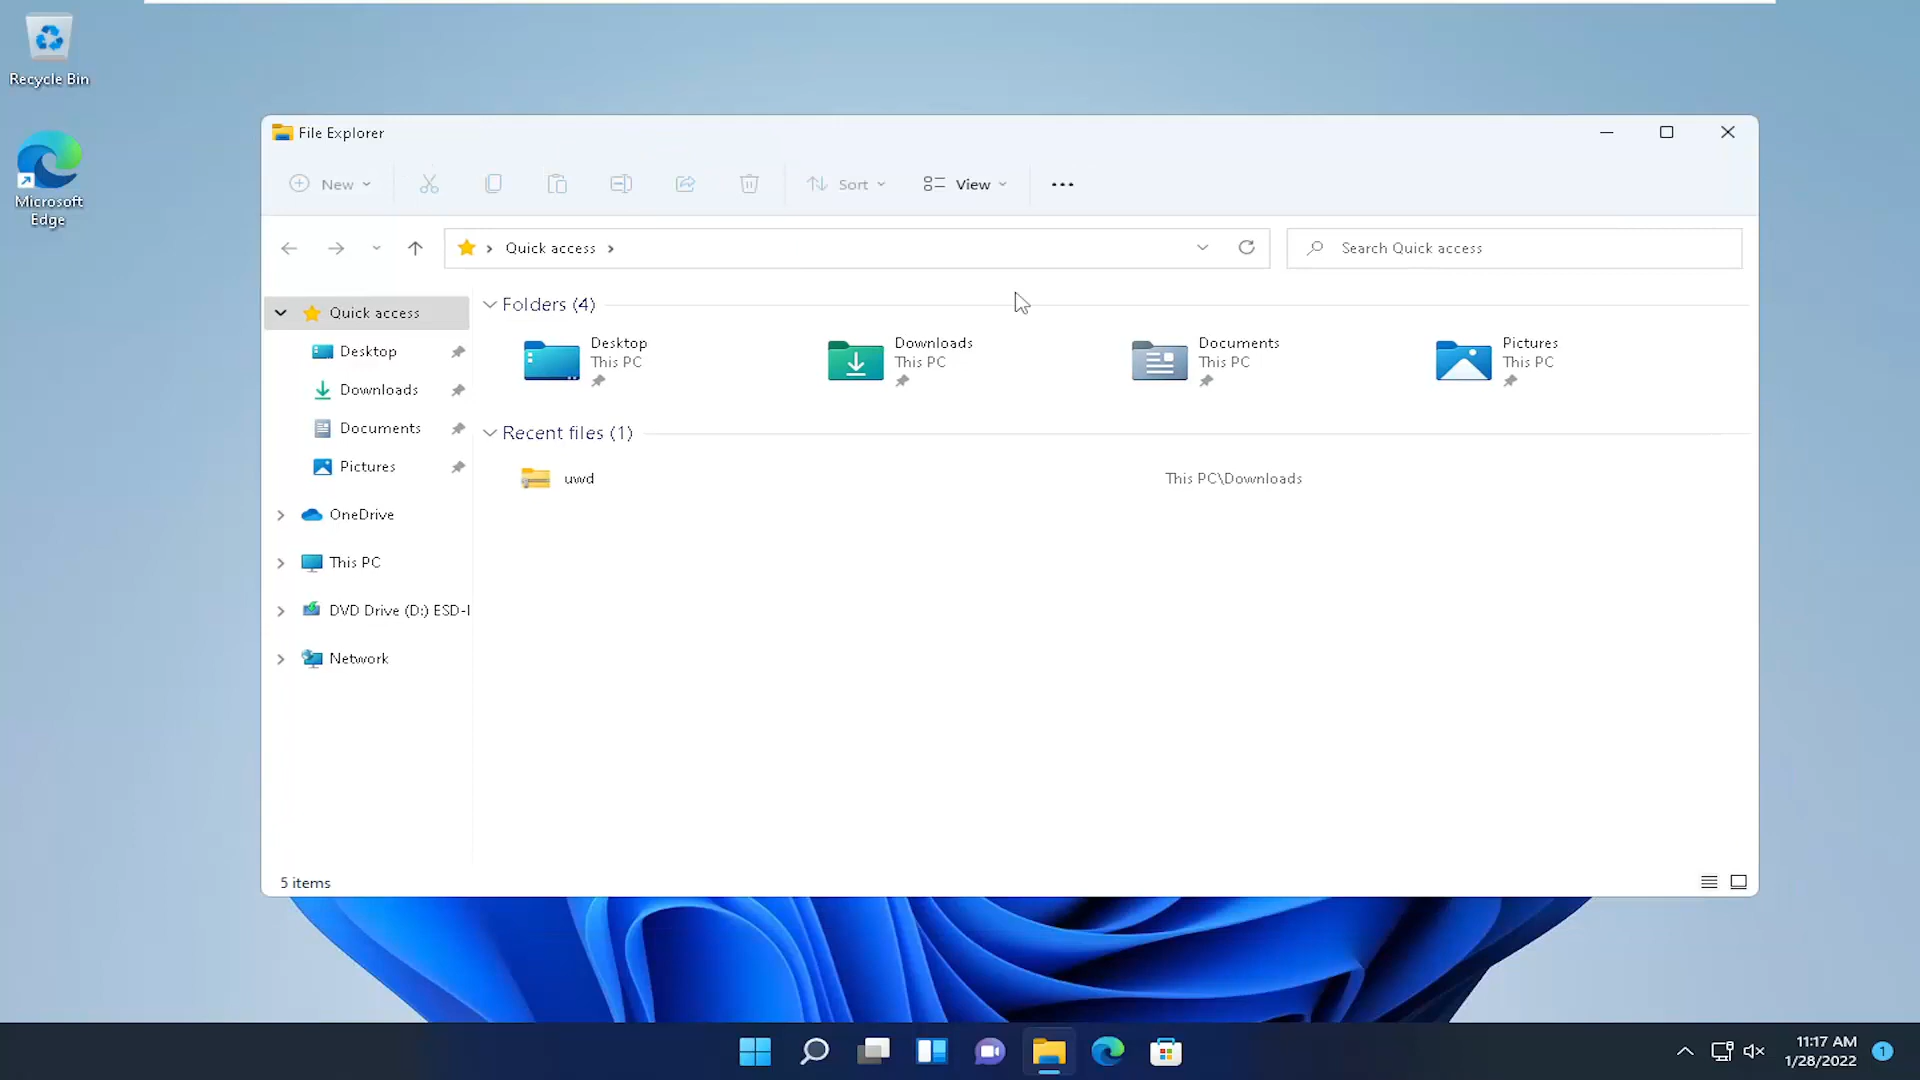 Recycle Bin
Microsoft
Edge
File Explorer
New
Sort
View
Quick access
Search Quick access
Quick access
Desktop
Downloads
Documents
Pictures
OneDrive
This PC
DVD Drive (D:) ESD-I
Network
Folders (4)
Desktop
This PC
Downloads
This PC
Documents
This PC
Pictures
This PC
Recent files (1)
uwd
This PC\Downloads
5 items
11:17 AM
1/28/2022
1